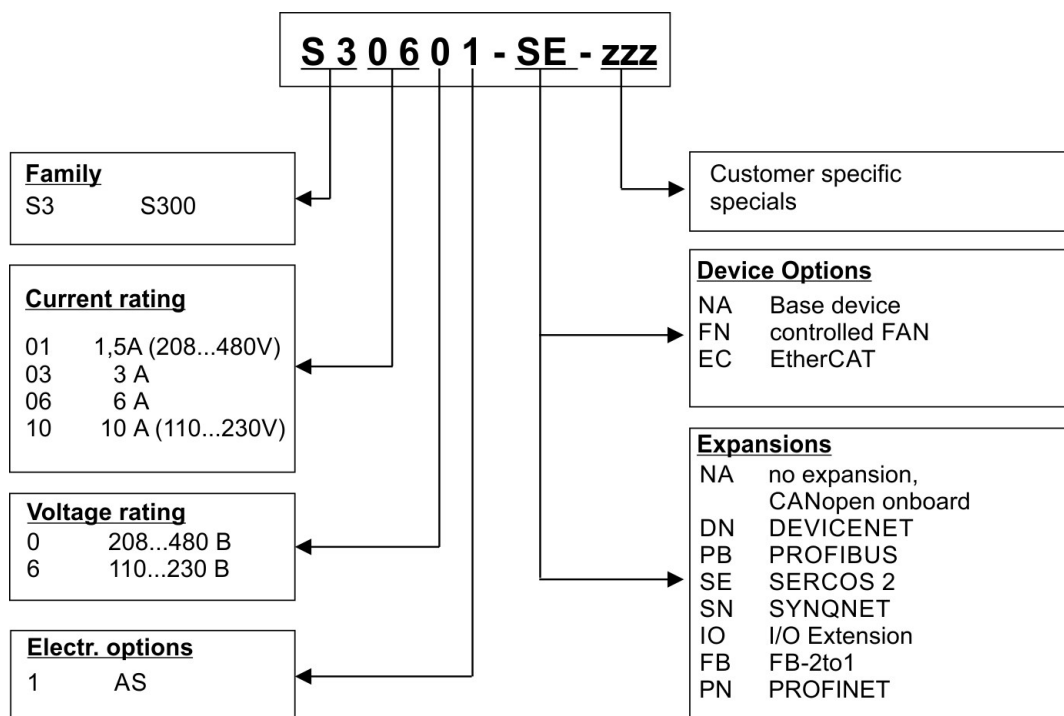 S 3 0 6 0 1 - SE - zzz
Family
S3 S300
Current rating
01 1,5A (208...480V)
03 3 A
06 6 A
10 10 A (110...230V)
Voltage rating
0 208...480 B
6 110...230 B
Electr. options
1 AS
Customer specific
specials
Device Options
NA Base device
FN controlled FAN
EC EtherCAT
Expansions
NA no expansion,
CANopen onboard
DN DEVICENET
PB PROFIBUS
SE SERCOS 2
SN SYNQNET
IO I/O Extension
FB FB-2to1
PN PROFINET